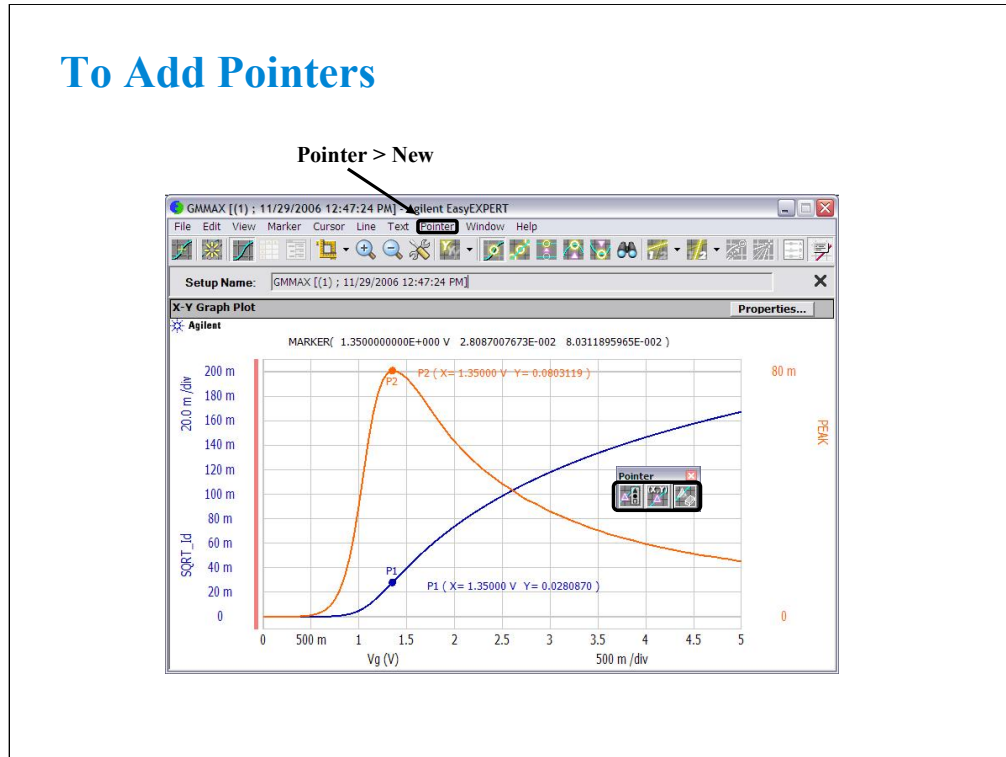 To Add Pointers
Pointer > New
GMMAX [(1) ; 11/29/2006 12:47:24 PM] - Agilent EasyEXPERT
File Edit View Marker Cursor Line Text Pointer Window Help
Setup Name: GMMAX [(1) ; 11/29/2006 12:47:24 PM]
X-Y Graph Plot
Properties...
Agilent
MARKER( 1.3500000000E+000 V 2.8087007673E-002 8.0311895965E-002 )
20.0 m /div
SQRT_Id
200 m
180 m
160 m
140 m
120 m
100 m
80 m
60 m
40 m
20 m
0
P2
P2 ( X= 1.35000 V Y= 0.0803119 )
Pointer
P1
P1 ( X= 1.35000 V Y= 0.0280870 )
80 m
PEAK
0
0 500 m 1 1.5 2 2.5 3 3.5 4 4.5 5
Vg (V)
500 m /div